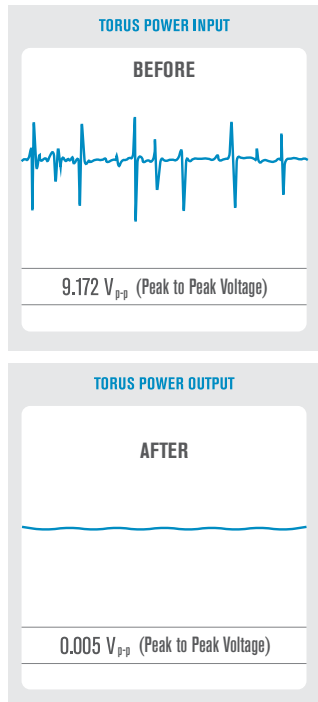 TORUS POWER INPUT
BEFORE
9.172 Vp-p (Peak to Peak Voltage)
TORUS POWER OUTPUT
AFTER
0.005 Vp-p (Peak to Peak Voltage)